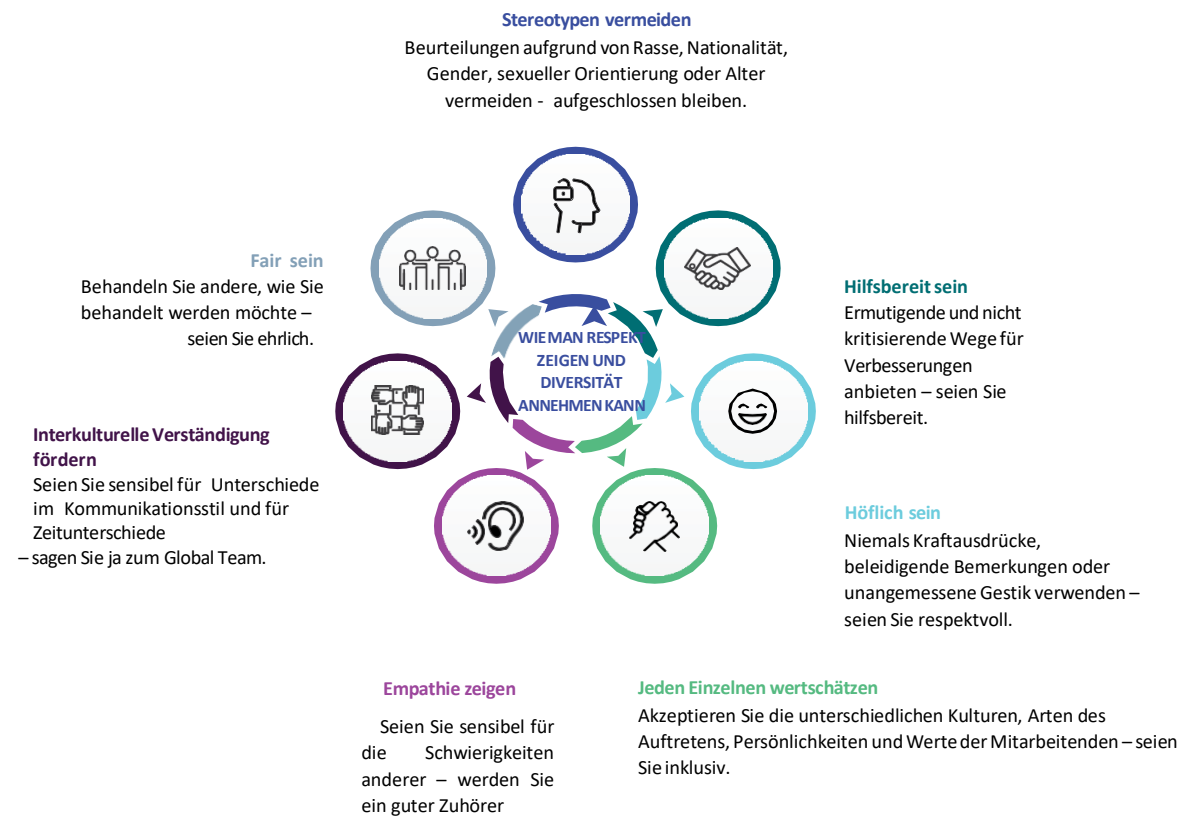 Stereotypen vermeiden
Beurteilungen aufgrund von Rasse, Nationalität,
Gender, sexueller Orientierung oder Alter
vermeiden - aufgeschlossen bleiben.
Fair sein
Behandeln Sie andere, wie Sie
behandelt werden möchte –
seien Sie ehrlich.
Hilfsbereit sein
Ermutigende und nicht
kritisierende Wege für
Verbesserungen
anbieten – seien Sie
hilfsbereit.
WIE MAN RESPEKT
ZEIGEN UND
DIVERSITÄT
ANNEHMEN KANN
Interkulturelle Verständigung
fördern
Seien Sie sensibel für Unterschiede
im Kommunikationsstil und für
Zeitunterschiede
– sagen Sie ja zum Global Team.
Höflich sein
Niemals Kraftausdrücke,
beleidigende Bemerkungen oder
unangemessene Gestik verwenden –
seien Sie respektvoll.
Empathie zeigen
Seien Sie sensibel für
die Schwierigkeiten
anderer – werden Sie
ein guter Zuhörer
Jeden Einzelnen wertschätzen
Akzeptieren Sie die unterschiedlichen Kulturen, Arten des
Auftretens, Persönlichkeiten und Werte der Mitarbeitenden – seien
Sie inklusiv.